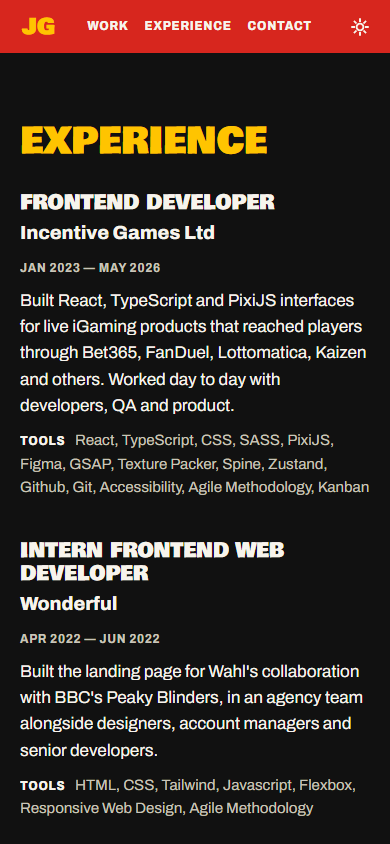 JG WORK EXPERIENCE CONTACT
EXPERIENCE
FRONTEND DEVELOPER
Incentive Games Ltd
JAN 2023 — MAY 2026
Built React, TypeScript and PixiJS interfaces
for live iGaming products that reached players
through Bet365, FanDuel, Lottomatica, Kaizen
and others. Worked day to day with
developers, QA and product.
TOOLS React, TypeScript, CSS, SASS, PixiJS,
Figma, GSAP, Texture Packer, Spine, Zustand,
Github, Git, Accessibility, Agile Methodology, Kanban
INTERN FRONTEND WEB
DEVELOPER
Wonderful
APR 2022 — JUN 2022
Built the landing page for Wahl's collaboration
with BBC's Peaky Blinders, in an agency team
alongside designers, account managers and
senior developers.
TOOLS HTML, CSS, Tailwind, Javascript, Flexbox,
Responsive Web Design, Agile Methodology